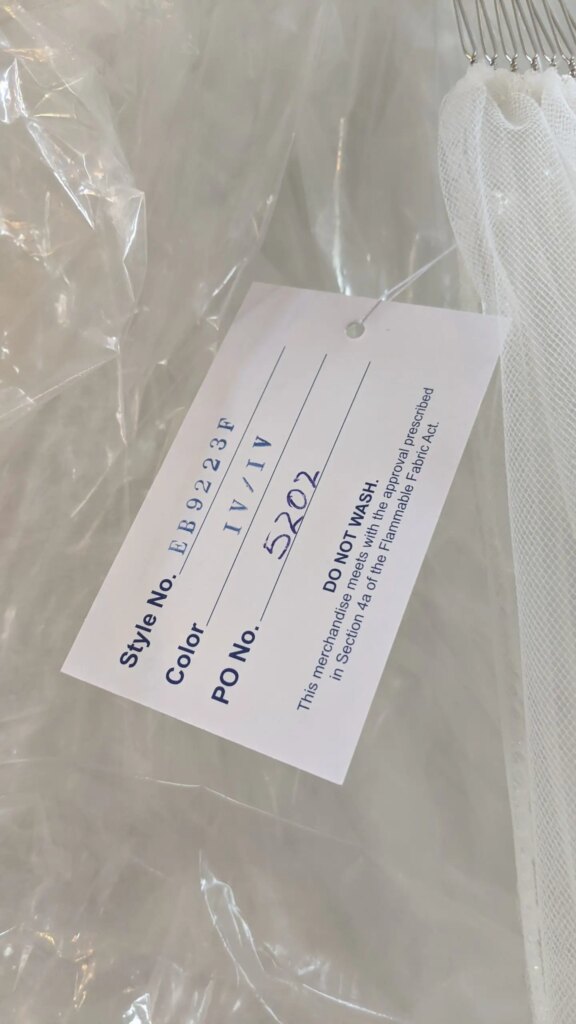 Style No. EB9223F
Color IV/IV
PO No. 5202
DO NOT WASH.
This merchandise meets with the approval prescribed
in Section 4a of the Flammable Fabric Act.